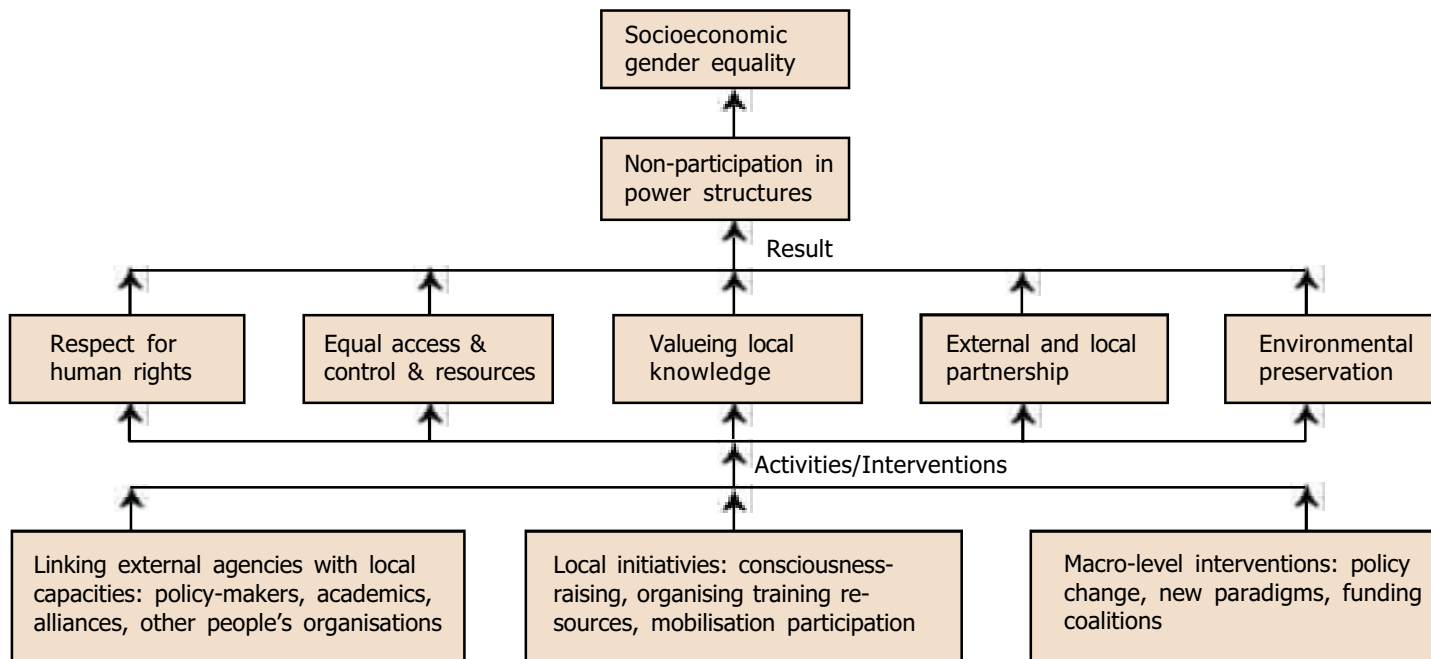 Socioeconomic
gender equality
Non-participation in
power structures
Result
Respect for
human rights
Equal access &
control & resources
Valueing local
knowledge
External and local
partnership
Environmental
preservation
Activities/Interventions
Linking external agencies with local
capacities: policy-makers, academics,
alliances, other people's organisations
Local initiativies: consciousness-
raising, organising training re-
sources, mobilisation participation
Macro-level interventions: policy
change, new paradigms, funding
coalitions